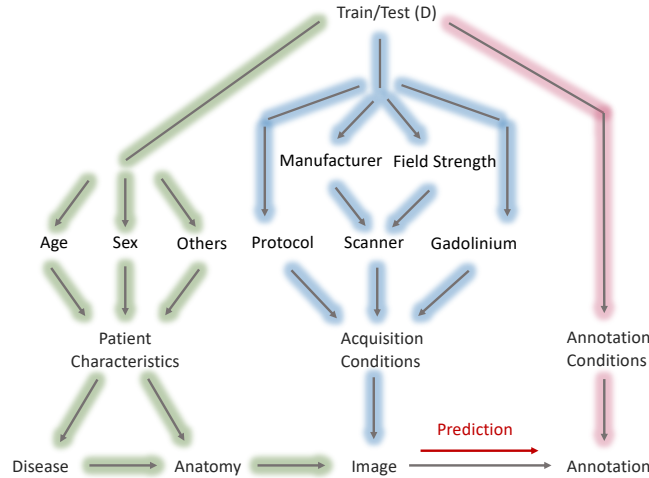 Train/Test (D)
Manufacturer Field Strength
Age Sex Others Protocol Scanner Gadolinium
Patient
Characteristics
Acquisition
Conditions
Annotation
Conditions
Prediction
Disease Anatomy Image Annotation